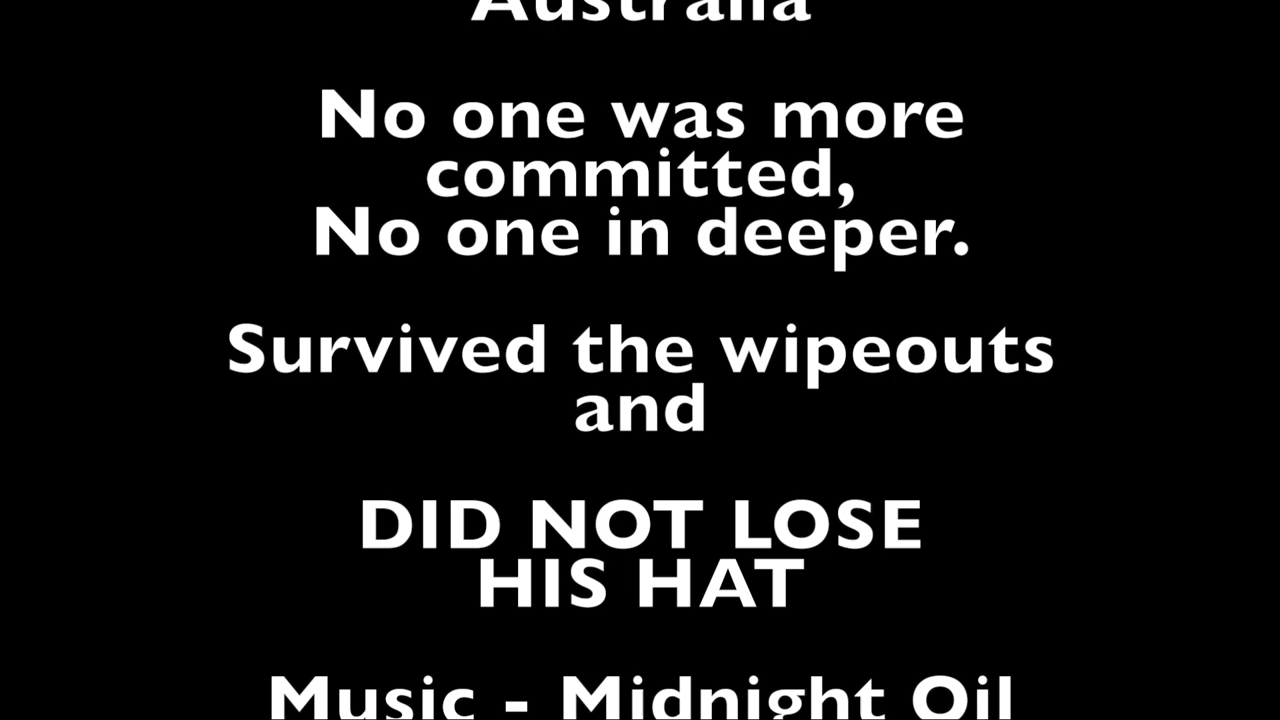 Australia
No one was more
committed,
No one in deeper.
Survived the wipeouts
and
DID NOT LOSE
HIS HAT
Music - Midnight Oil